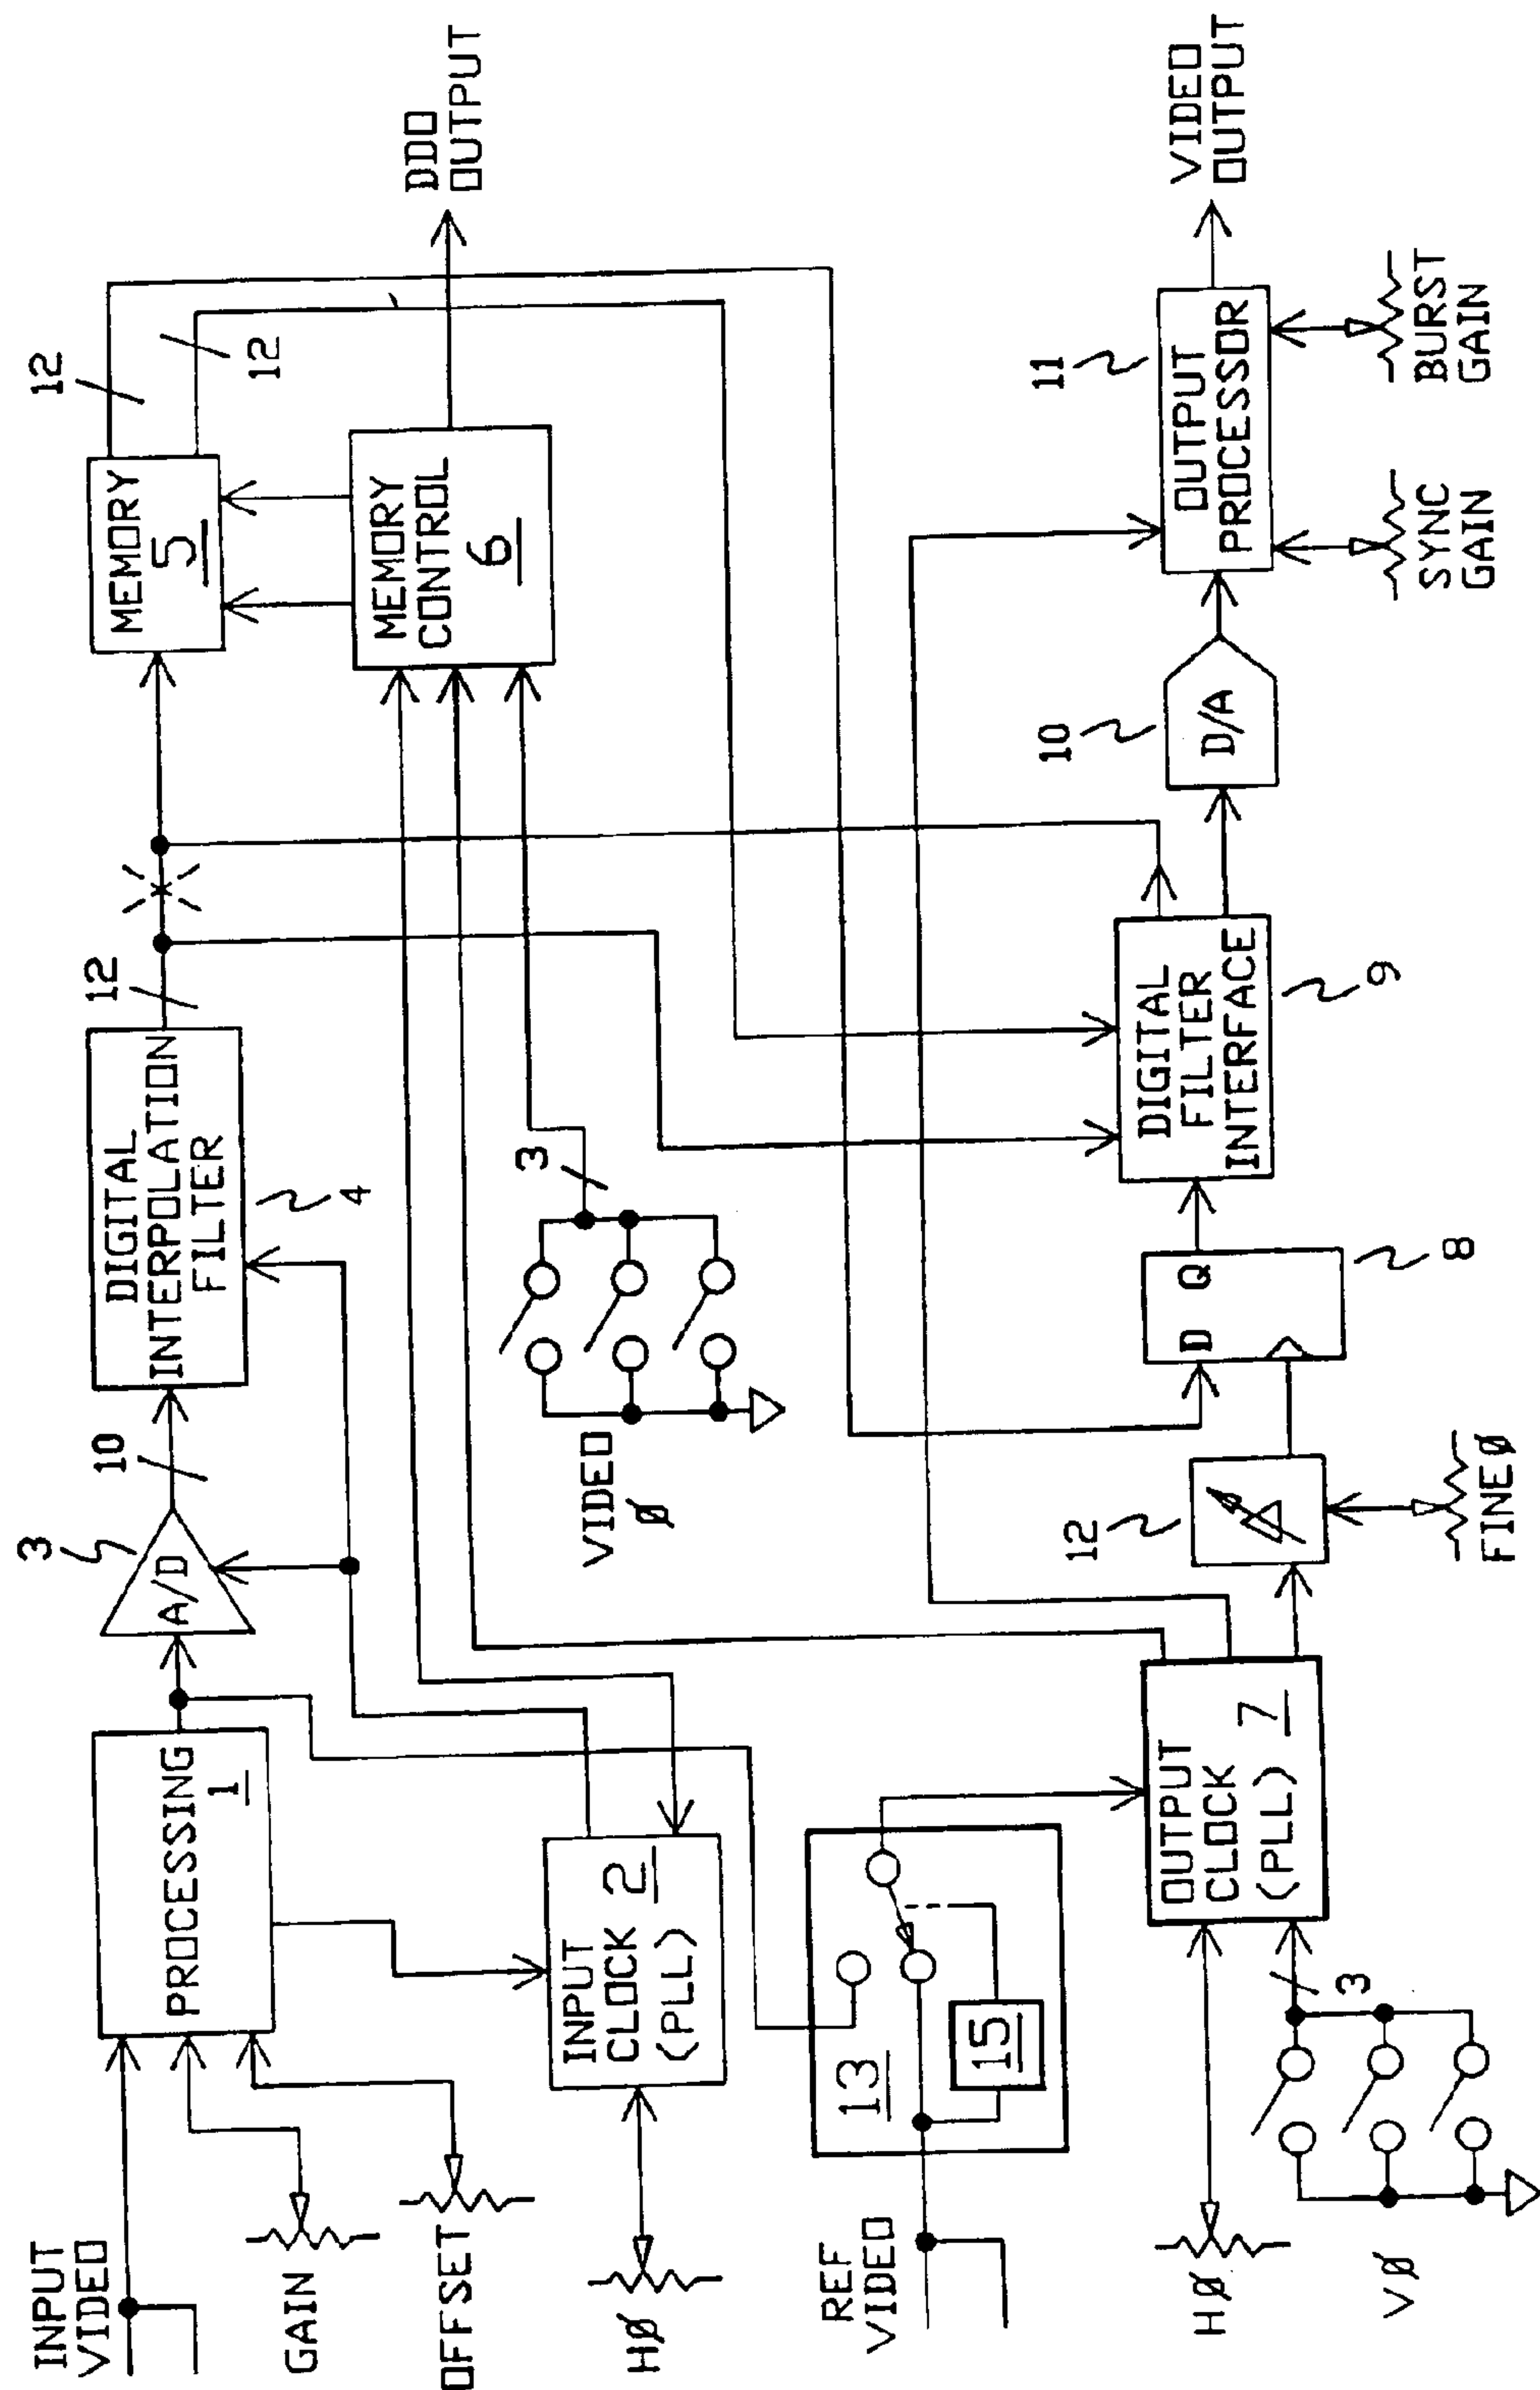 INPUT
VIDEO
GAIN
OFFSET
HØ
PROCESSING
1
INPUT
CLOCK 2
(PLL)
3
A/D
10
DIGITAL
INTERPOLATION
FILTER
4
12
MEMORY
5
12
12
MEMORY
CONTROL
6
DDO
OUTPUT
VIDEO
Ø
3
REF
VIDEO
13
15
HØ
VØ
3
OUTPUT
CLOCK 7
(PLL)
12
Δ
FINEØ
D Q
8
DIGITAL
FILTER
INTERFACE
9
10
D/A
11
OUTPUT
PROCESSOR
SYNC
GAIN
BURST
GAIN
VIDEO
OUTPUT